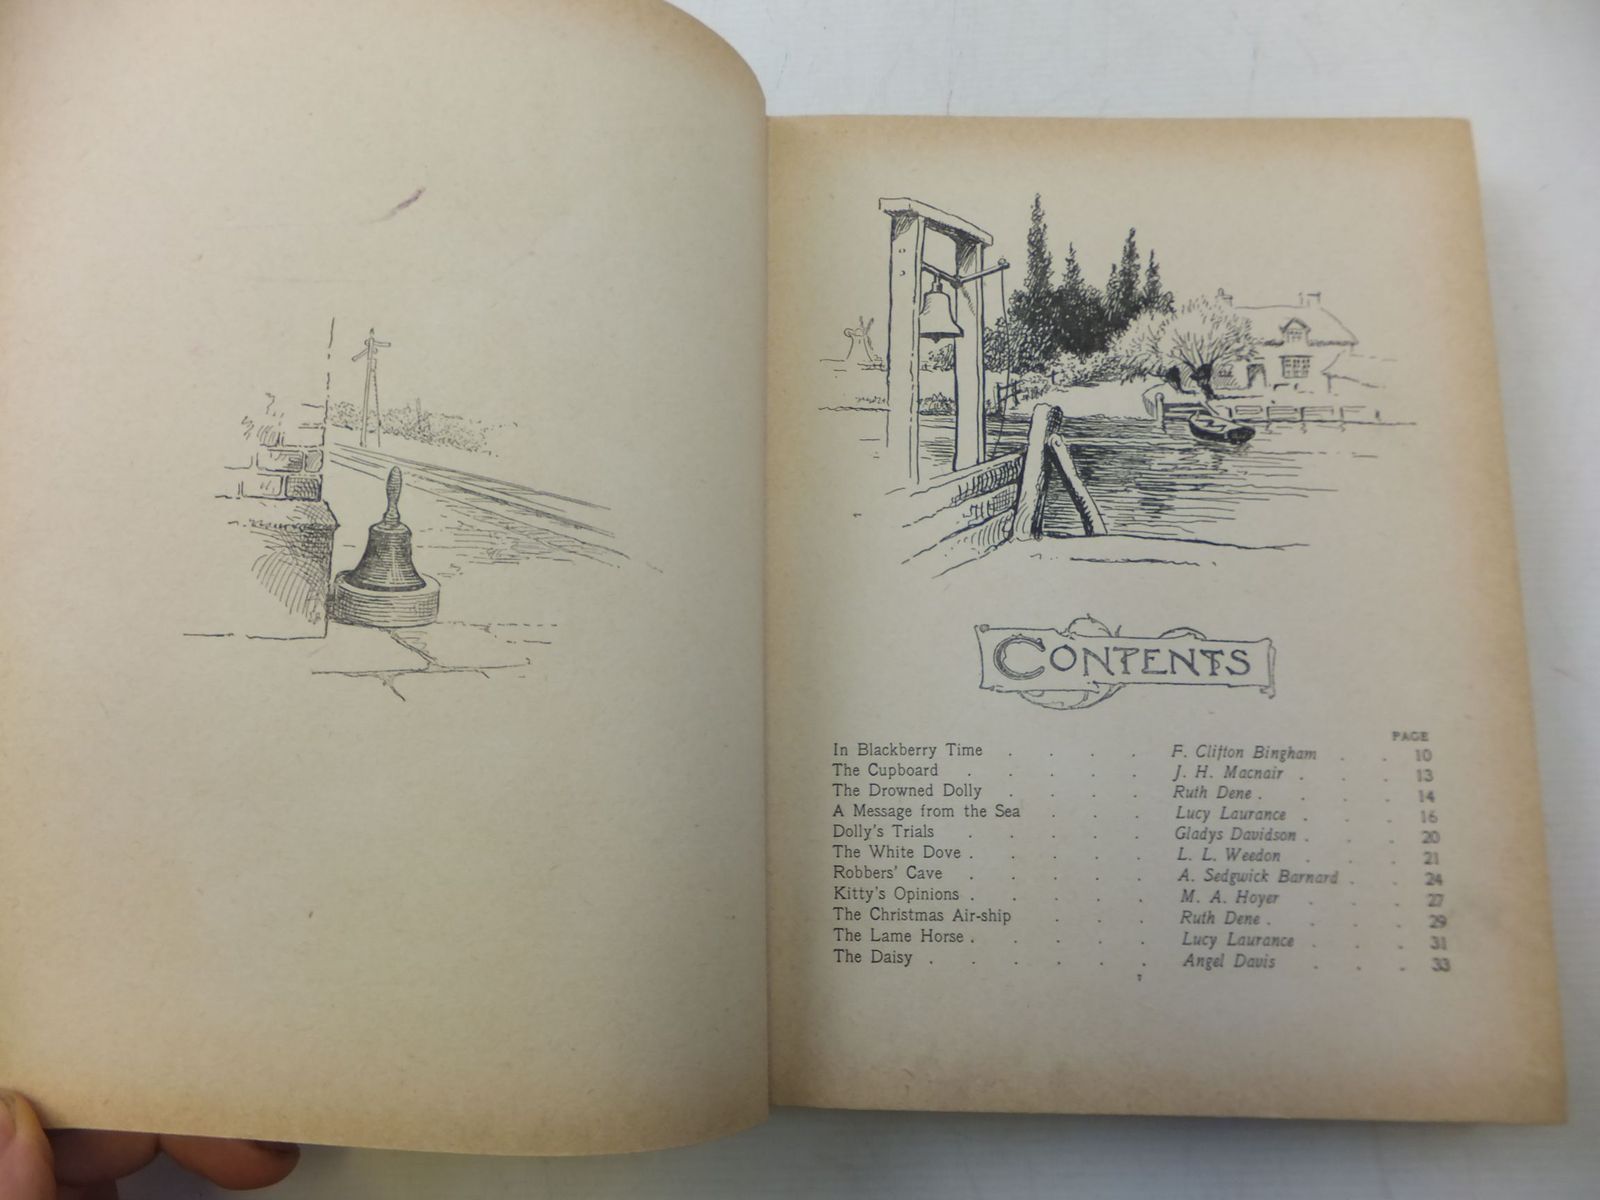 CONTENTS
PAGE
In Blackberry Time . . . . F. Clifton Bingham . . 10
The Cupboard . . . . . J. H. Macnair . . . 13
The Drowned Dolly . . . . Ruth Dene . . . . 14
A Message from the Sea . . . Lucy Laurance . . . 16
Dolly's Trials . . . . . Gladys Davidson . . . 20
The White Dove . . . . . L. L. Weedon . . . 21
Robbers' Cave . . . . . A. Sedgwick Barnard . . 24
Kitty's Opinions . . . . . M. A. Hoyer . . . 27
The Christmas Air-ship . . . Ruth Dene . . . . 29
The Lame Horse . . . . . Lucy Laurance . . . 31
The Daisy . . . . . . Angel Davis . . . 33
7